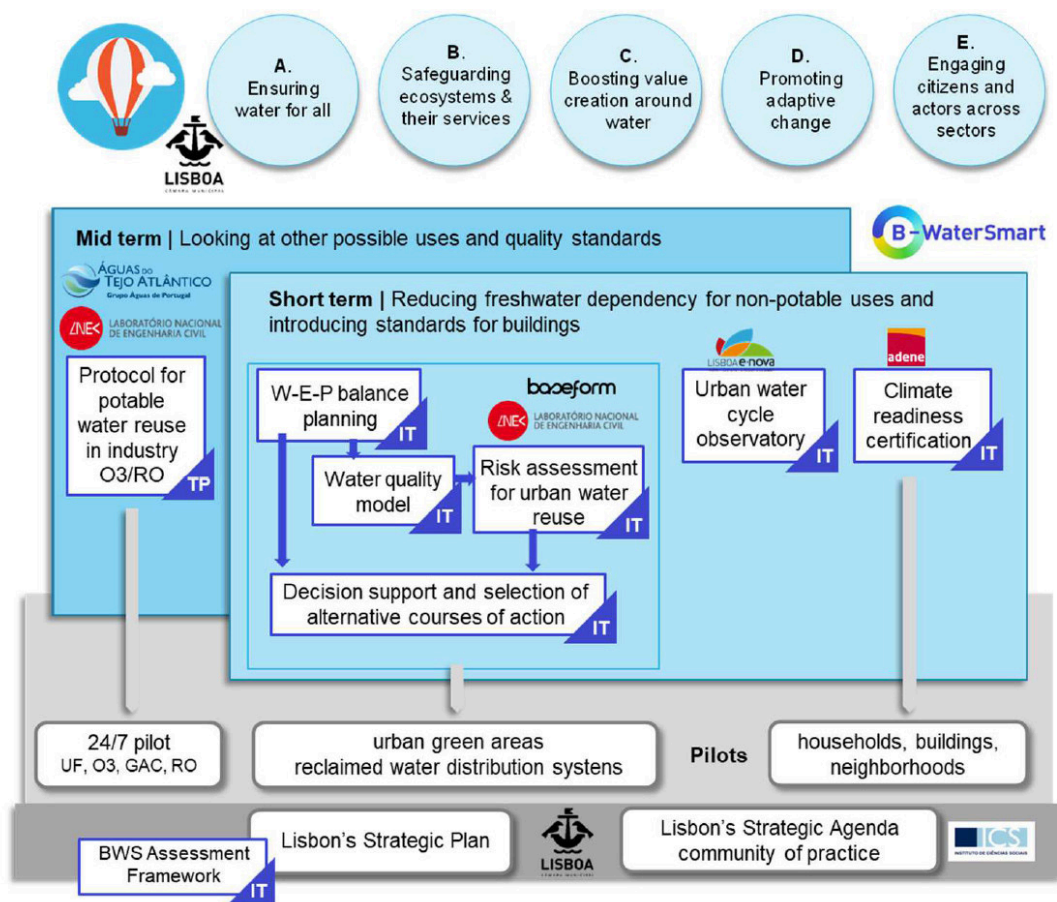 A.
Ensuring
water for all
B.
Safeguarding
ecosystems &
their services
C.
Boosting value
creation around
water
D.
Promoting
adaptive
change
E.
Engaging
citizens and
actors across
sectors
LISBOA
CÂMARA MUNICIPAL
Mid term | Looking at other possible uses and quality standards
B-WaterSmart
ÁGUAS DO
TEJO ATLÂNTICO
Grupo Águas de Portugal
LNEC
LABORATÓRIO NACIONAL
DE ENGENHARIA CIVIL
Protocol for
potable
water reuse
in industry
O3/RO
TP
Short term | Reducing freshwater dependency for non-potable uses and
introducing standards for buildings
W-E-P balance
planning
IT
baseform
LNEC
LABORATÓRIO NACIONAL
DE ENGENHARIA CIVIL
Water quality
model
IT
Risk assessment
for urban water
reuse
IT
Decision support and selection of
alternative courses of action
IT
LISBOA e-nova
Urban water
cycle
observatory
IT
adene
Climate
readiness
certification
IT
24/7 pilot
UF, O3, GAC, RO
urban green areas
reclaimed water distribution systens
Pilots
households, buildings,
neighborhoods
Lisbon's Strategic Plan
LISBOA
CÂMARA MUNICIPAL
Lisbon's Strategic Agenda
community of practice
ICS
INSTITUTO DE CIÊNCIAS SOCIAIS
BWS Assessment
Framework
IT